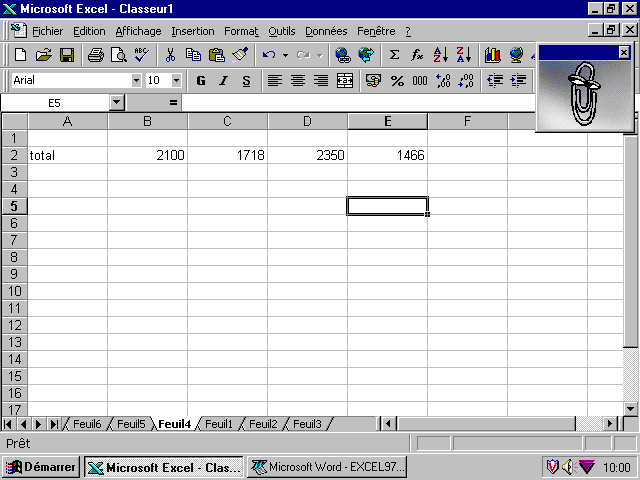 Microsoft Excel - Classeur1
Fichier Edition Affichage Insertion Format Outils Données Fenêtre ?
Arial 10 G I S % 000
E5 =
A B C D E F
1
2 total 2100 1718 2350 1466
3
4
5
6
7
8
9
10
11
12
13
14
15
16
17
Feuil6 Feuil5 Feuil4 Feuil1 Feuil2 Feuil3
Prêt
Démarrer Microsoft Excel - Clas... Microsoft Word - EXCEL97... 10:00